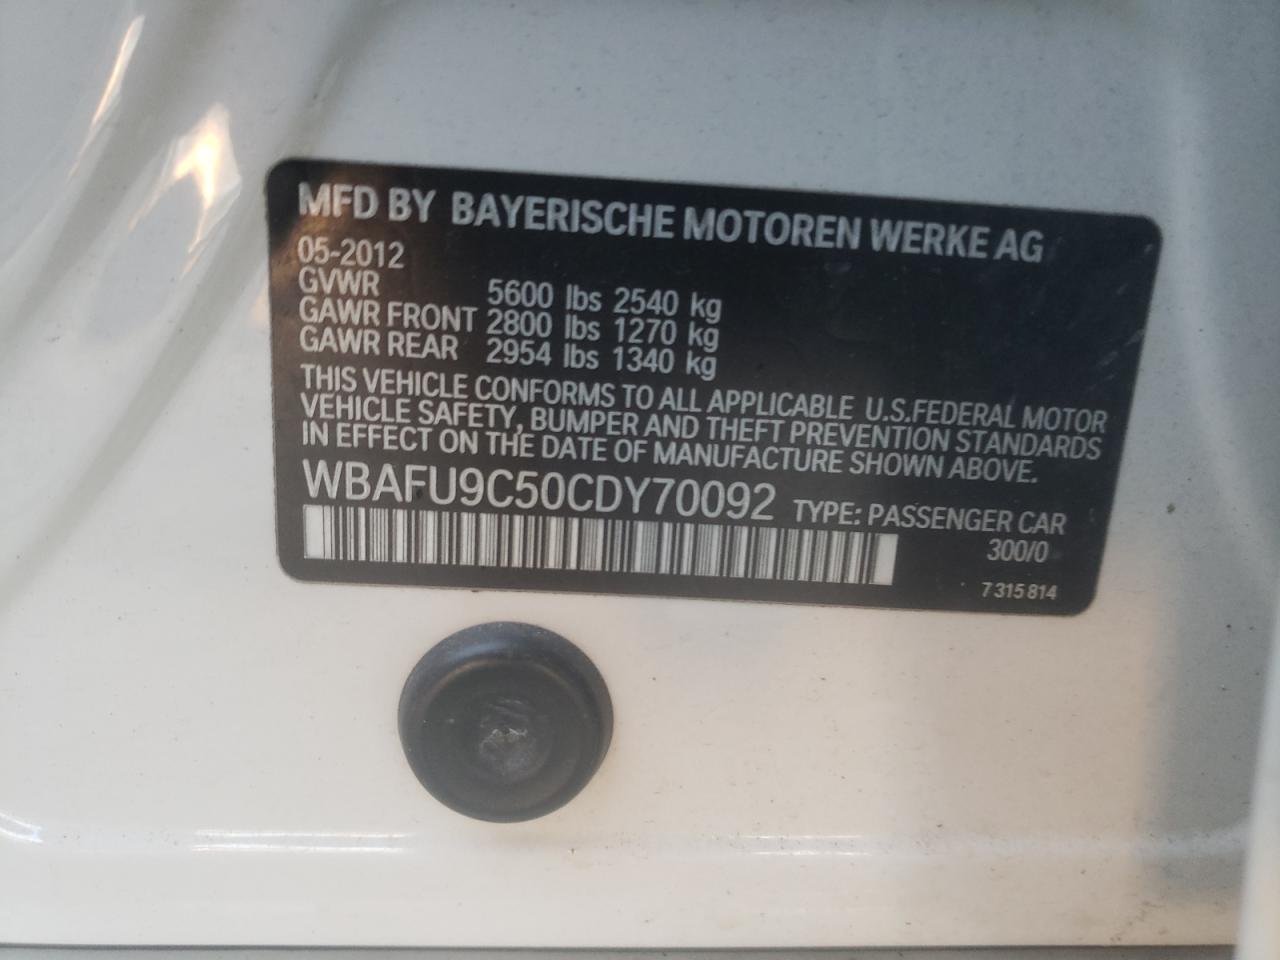 MFD BY BAYERISCHE MOTOREN WERKE AG
05-2012
GVWR 5600 lbs 2540 kg
GAWR FRONT 2800 lbs 1270 kg
GAWR REAR 2954 lbs 1340 kg
THIS VEHICLE CONFORMS TO ALL APPLICABLE U.S.FEDERAL MOTOR
VEHICLE SAFETY, BUMPER AND THEFT PREVENTION STANDARDS
IN EFFECT ON THE DATE OF MANUFACTURE SHOWN ABOVE.
WBAFU9C50CDY70092 TYPE: PASSENGER CAR
300/0
7 315 814